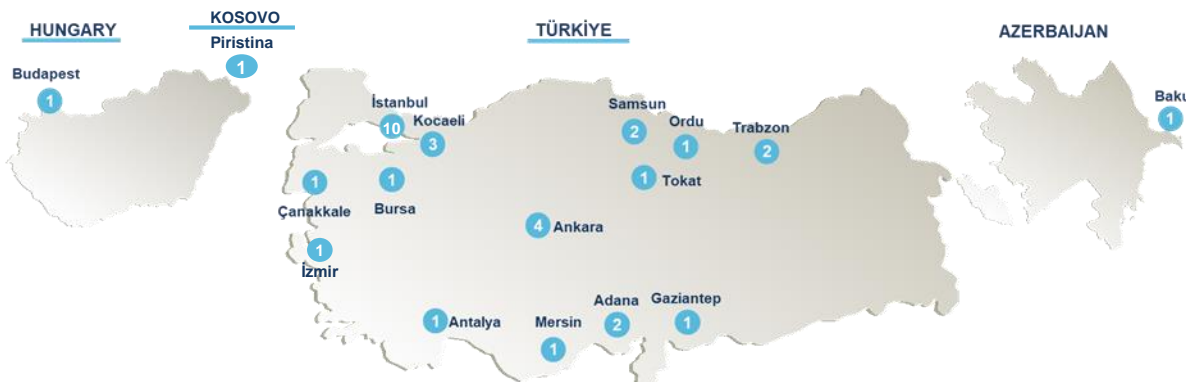 HUNGARY
Budapest
1
KOSOVO
Piristina
1
TÜRKİYE
İstanbul
10
Kocaeli
3
Samsun
2
Ordu
1
Trabzon
2
1 Tokat
1
Çanakkale
1
Bursa
4 Ankara
1
İzmir
1 Antalya
Mersin
1
Adana
2
Gaziantep
1
AZERBAIJAN
Baku
1